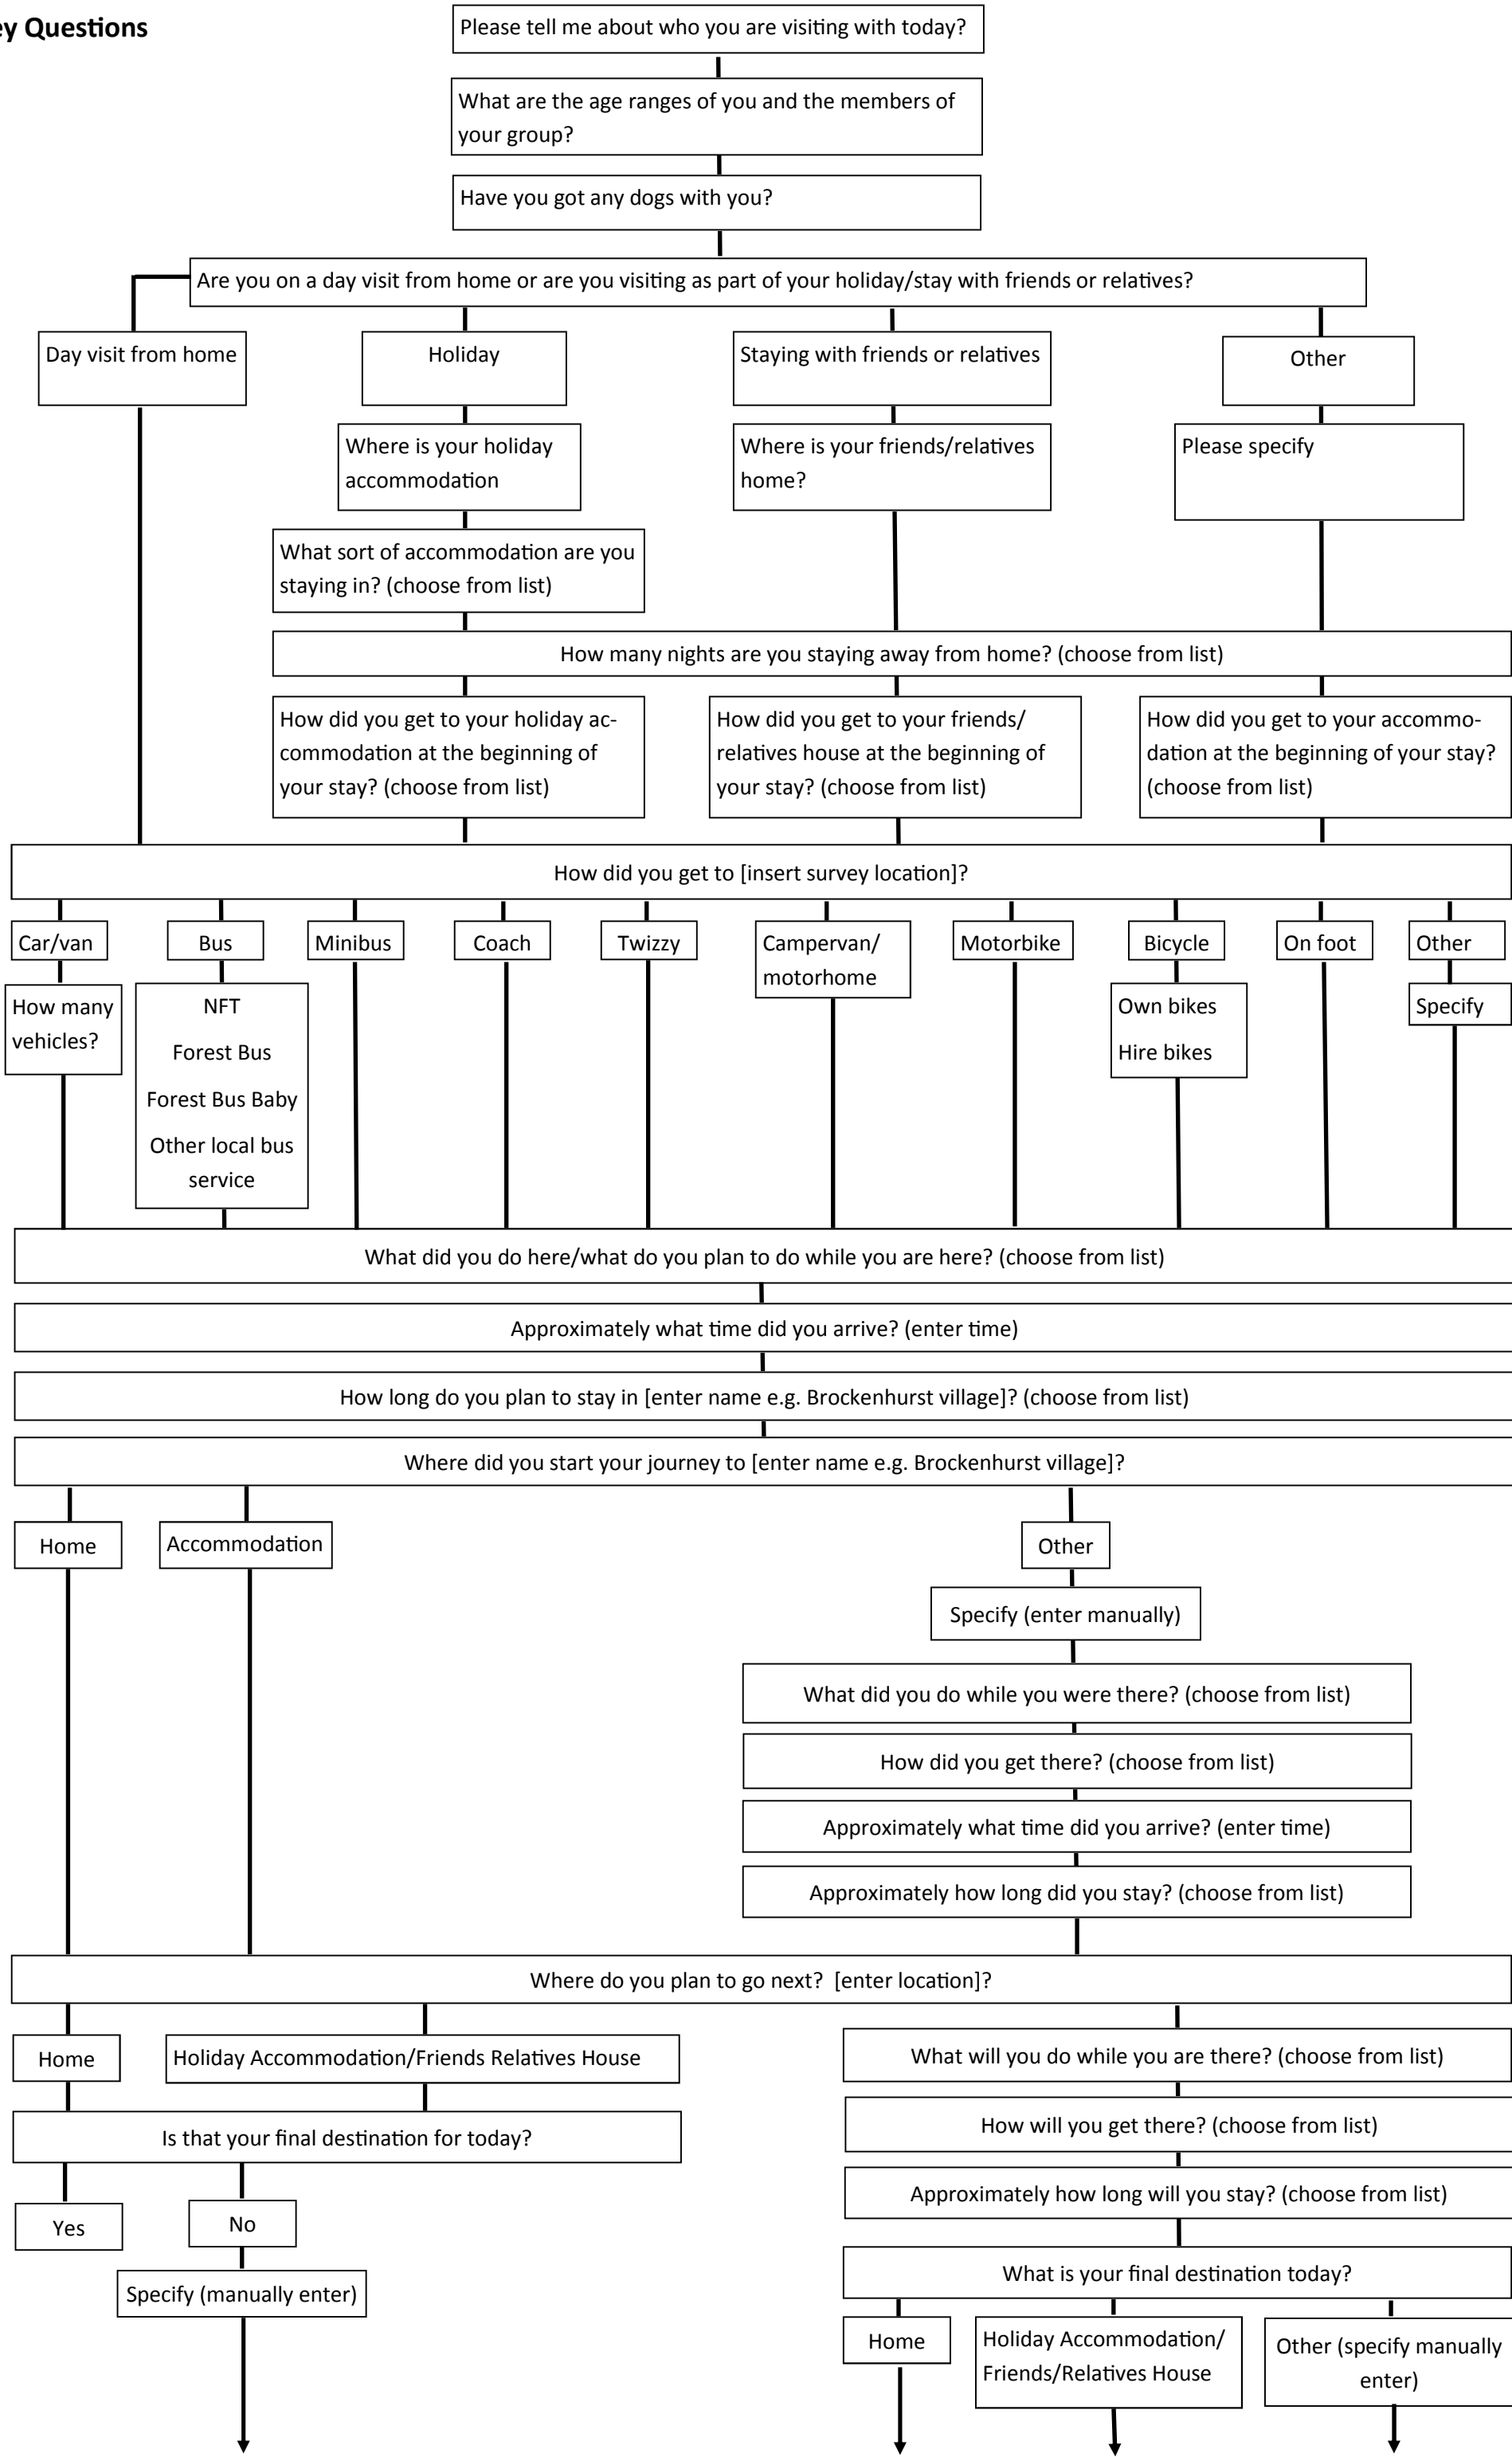 ey Questions
Please tell me about who you are visiting with today?
What are the age ranges of you and the members of
your group?
Have you got any dogs with you?
Are you on a day visit from home or are you visiting as part of your holiday/stay with friends or relatives?
Day visit from home
Holiday
Staying with friends or relatives
Other
Where is your holiday
accommodation
Where is your friends/relatives
home?
Please specify
What sort of accommodation are you
staying in? (choose from list)
How many nights are you staying away from home? (choose from list)
How did you get to your holiday ac-
commodation at the beginning of
your stay? (choose from list)
How did you get to your friends/
relatives house at the beginning of
your stay? (choose from list)
How did you get to your accommo-
dation at the beginning of your stay?
(choose from list)
How did you get to [insert survey location]?
Car/van
Bus
Minibus
Coach
Twizzy
Campervan/
motorhome
Motorbike
Bicycle
On foot
Other
How many
vehicles?
NFT
Forest Bus
Forest Bus Baby
Other local bus
service
Own bikes
Hire bikes
Specify
What did you do here/what do you plan to do while you are here? (choose from list)
Approximately what time did you arrive? (enter time)
How long do you plan to stay in [enter name e.g. Brockenhurst village]? (choose from list)
Where did you start your journey to [enter name e.g. Brockenhurst village]?
Home
Accommodation
Other
Specify (enter manually)
What did you do while you were there? (choose from list)
How did you get there? (choose from list)
Approximately what time did you arrive? (enter time)
Approximately how long did you stay? (choose from list)
Where do you plan to go next?  [enter location]?
Home
Holiday Accommodation/Friends Relatives House
Is that your final destination for today?
Yes
No
Specify (manually enter)
What will you do while you are there? (choose from list)
How will you get there? (choose from list)
Approximately how long will you stay? (choose from list)
What is your final destination today?
Home
Holiday Accommodation/
Friends/Relatives House
Other (specify manually
enter)